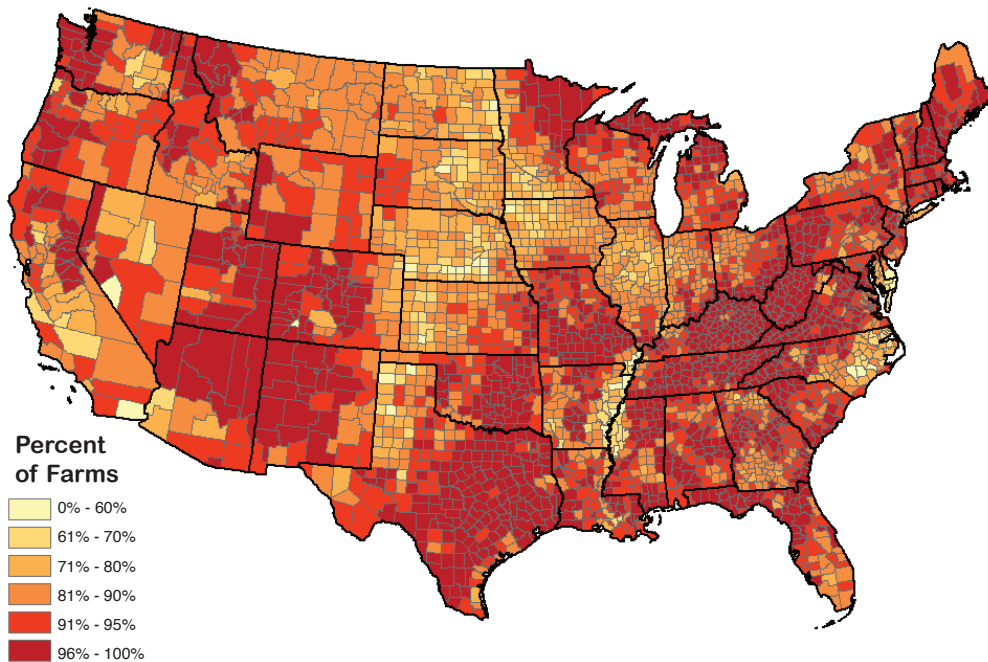 Percent
of Farms
0% - 60%
61% - 70%
71% - 80%
81% - 90%
91% - 95%
96% - 100%